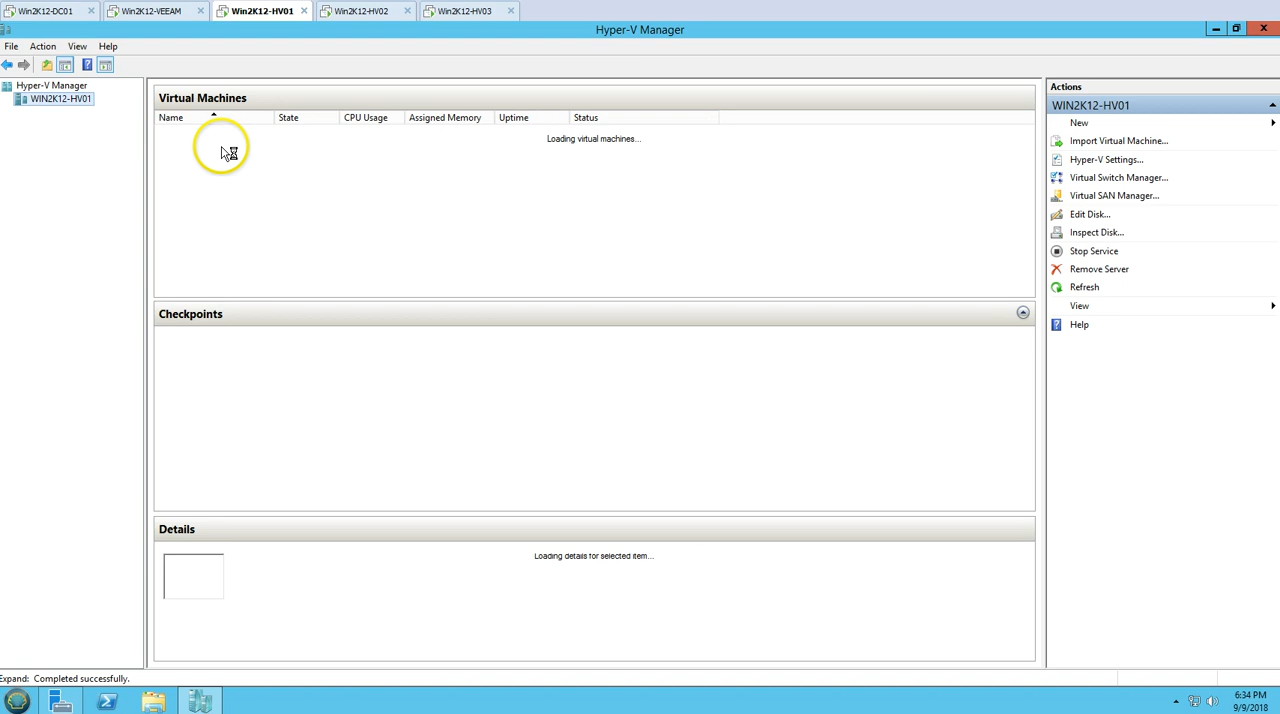 Win2K12-DC01
Win2K12-VEEAM
Win2K12-HV01
Win2K12-HV02
Win2K12-HV03
Hyper-V Manager
File Action View Help
Hyper-V Manager
WIN2K12-HV01
Virtual Machines
Name State CPU Usage Assigned Memory Uptime Status
Loading virtual machines...
Checkpoints
Details
Loading details for selected item...
Actions
WIN2K12-HV01
New
Import Virtual Machine...
Hyper-V Settings...
Virtual Switch Manager...
Virtual SAN Manager...
Edit Disk...
Inspect Disk...
Stop Service
Remove Server
Refresh
View
Help
Expand: Completed successfully.
6:34 PM
9/9/2018